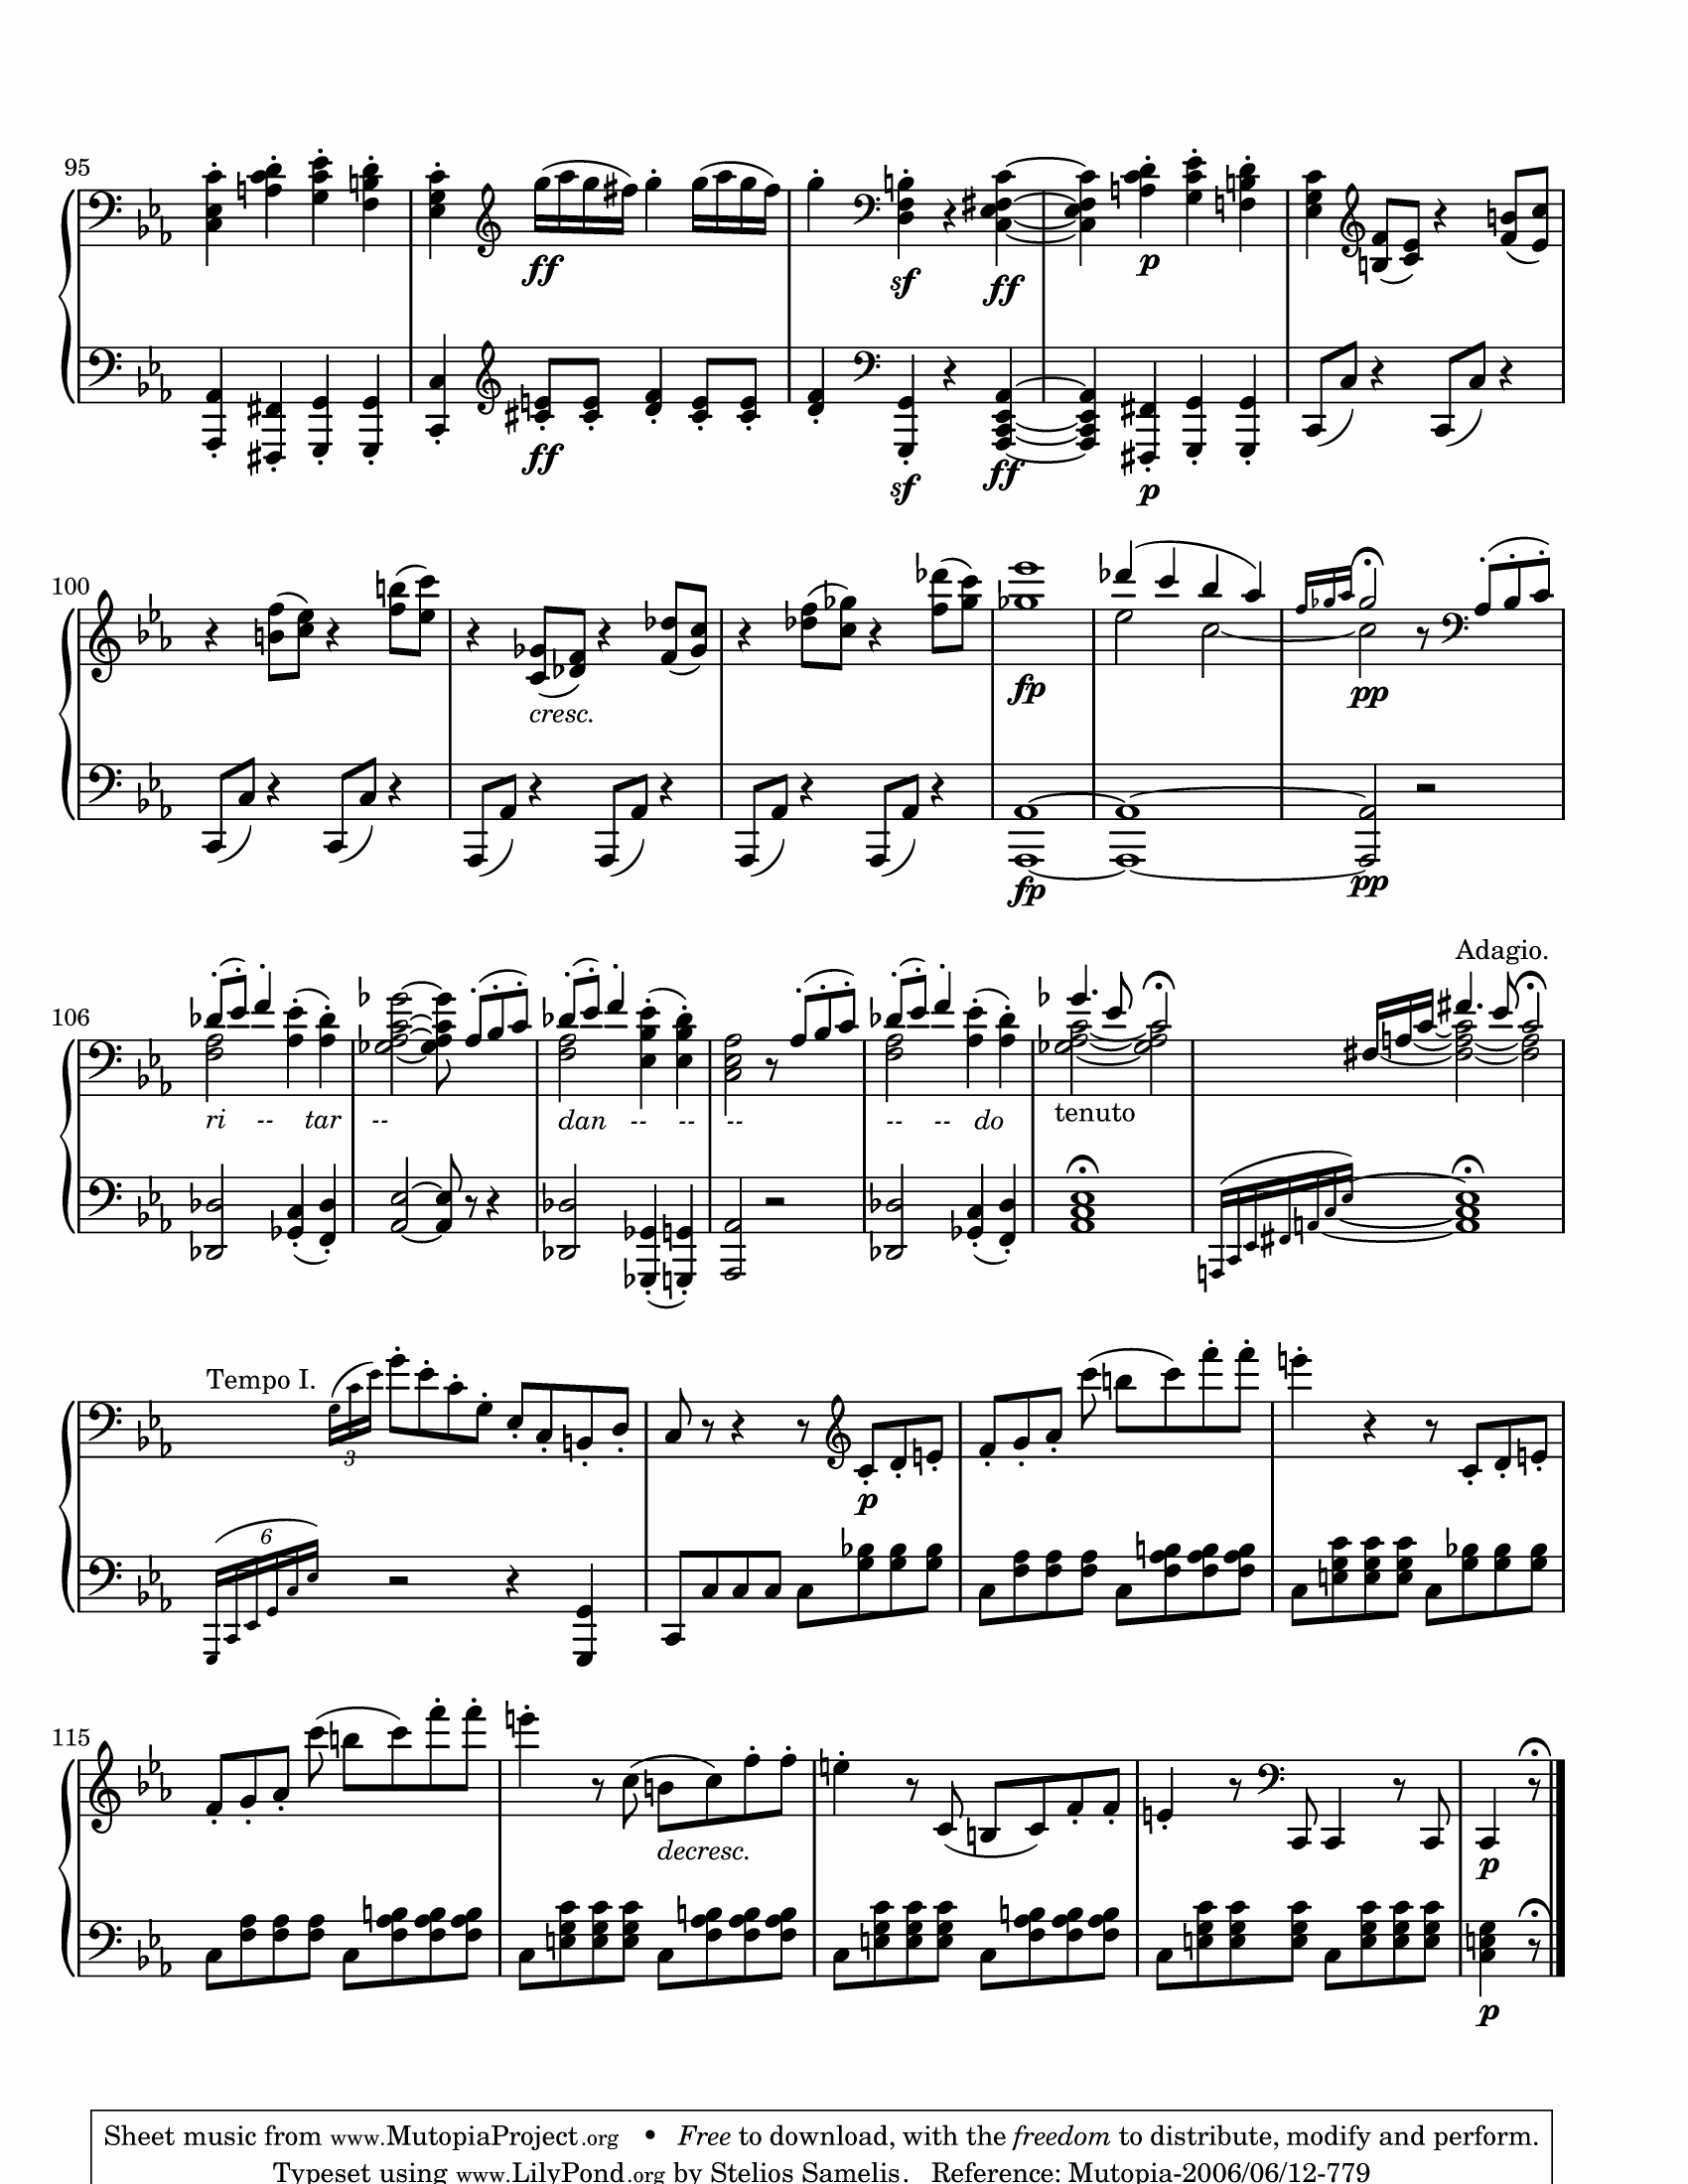 95
ff
sf
ff
p
ff
sf
ff
p
100
cresc.
fp
pp
fp
pp
Adagio.
106
ri -- tar -- dan -- -- -- -- -- do tenuto
Tempo I.
3
p
6
115
decresc.
p
p
Sheet music from www.MutopiaProject.org • Free to download, with the freedom to distribute, modify and perform.
Typeset using www.LilyPond.org by Stelios Samelis. Reference: Mutopia-2006/06/12-779